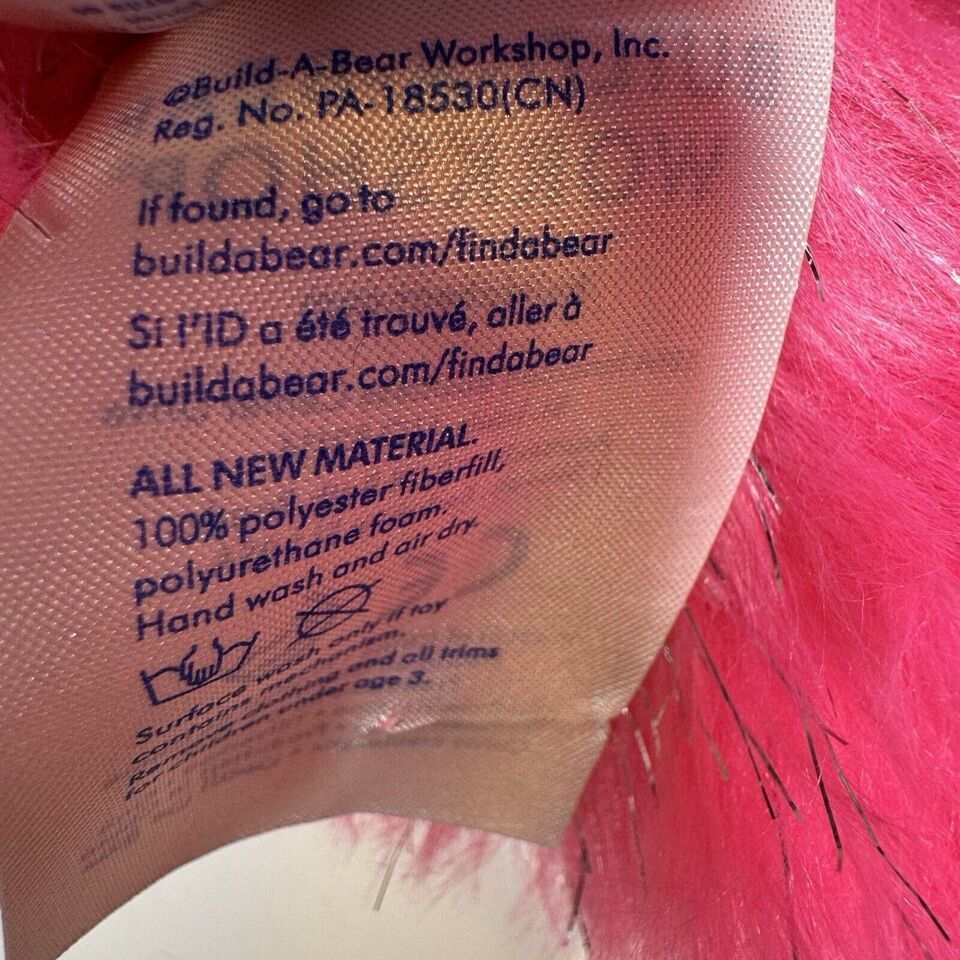 ©Build-A-Bear Workshop, Inc.
Reg. No. PA-18530(CN)
If found, go to
buildabear.com/findabear
Si l'ID a été trouvé, aller à
buildabear.com/findabear
ALL NEW MATERIAL.
100% polyester fiberfill,
polyurethane foam.
Hand wash and air dry.
Surface wash only if toy
contains mechanism.
Remove clothing and all trims
for children under age 3.